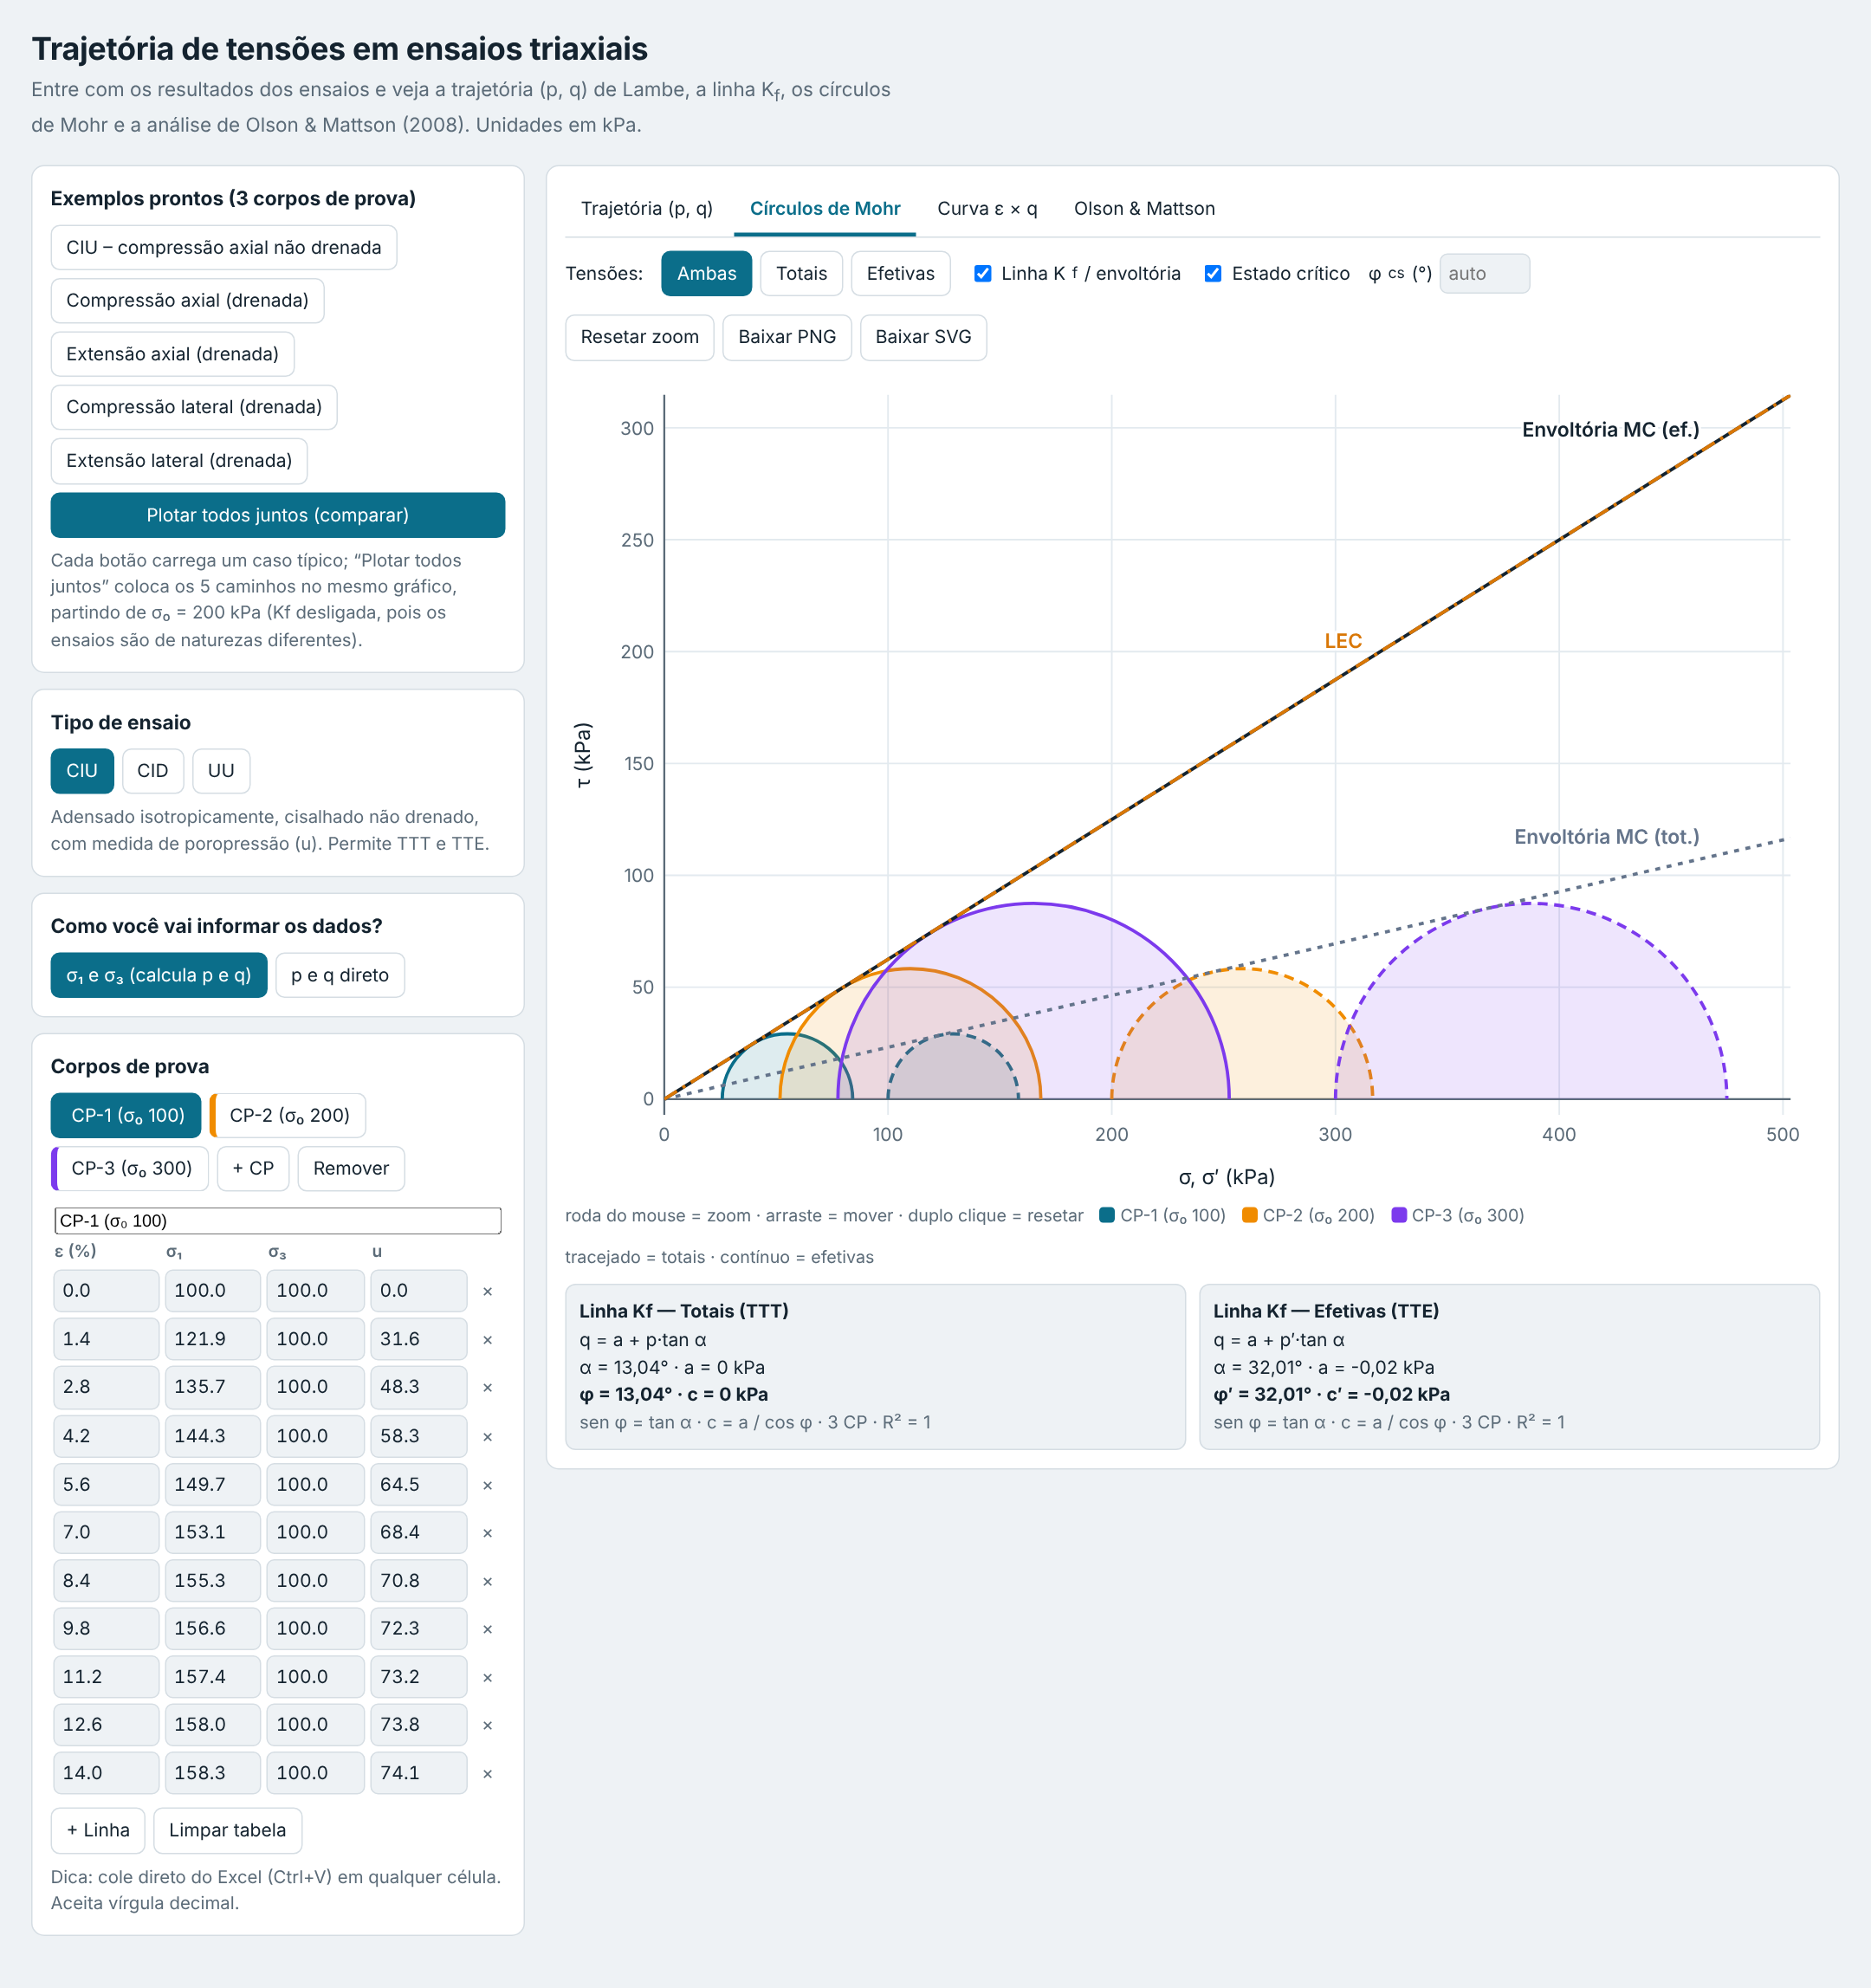 Trajetória de tensões em ensaios triaxiais
Entre com os resultados dos ensaios e veja a trajetória (p, q) de Lambe, a linha Kf, os círculos
de Mohr e a análise de Olson & Mattson (2008). Unidades em kPa.
Exemplos prontos (3 corpos de prova)
CIU – compressão axial não drenada
Compressão axial (drenada)
Extensão axial (drenada)
Compressão lateral (drenada)
Extensão lateral (drenada)
Plotar todos juntos (comparar)
Cada botão carrega um caso típico; “Plotar todos
juntos” coloca os 5 caminhos no mesmo gráfico,
partindo de σ₀ = 200 kPa (Kf desligada, pois os
ensaios são de naturezas diferentes).
Tipo de ensaio
CIU CID UU
Adensado isotropicamente, cisalhado não drenado,
com medida de poropressão (u). Permite TTT e TTE.
Como você vai informar os dados?
σ₁ e σ₃ (calcula p e q) p e q direto
Corpos de prova
CP-1 (σ₀ 100) CP-2 (σ₀ 200)
CP-3 (σ₀ 300) + CP Remover
CP-1 (σ₀ 100)
ε (%) σ₁ σ₃ u
0.0 100.0 100.0 0.0 ×
1.4 121.9 100.0 31.6 ×
2.8 135.7 100.0 48.3 ×
4.2 144.3 100.0 58.3 ×
5.6 149.7 100.0 64.5 ×
7.0 153.1 100.0 68.4 ×
8.4 155.3 100.0 70.8 ×
9.8 156.6 100.0 72.3 ×
11.2 157.4 100.0 73.2 ×
12.6 158.0 100.0 73.8 ×
14.0 158.3 100.0 74.1 ×
+ Linha Limpar tabela
Dica: cole direto do Excel (Ctrl+V) em qualquer célula.
Aceita vírgula decimal.
Trajetória (p, q) Círculos de Mohr Curva ε × q Olson & Mattson
Tensões: Ambas Totais Efetivas Linha K f / envoltória Estado crítico φ cs (°) auto
Resetar zoom Baixar PNG Baixar SVG
300
250
200
150
100
50
0
τ (kPa)
Envoltória MC (ef.)
LEC
Envoltória MC (tot.)
0 100 200 300 400 500
σ, σ′ (kPa)
roda do mouse = zoom · arraste = mover · duplo clique = resetar CP-1 (σ₀ 100) CP-2 (σ₀ 200) CP-3 (σ₀ 300)
tracejado = totais · contínuo = efetivas
Linha Kf — Totais (TTT)
q = a + p·tan α
α = 13,04° · a = 0 kPa
φ = 13,04° · c = 0 kPa
sen φ = tan α · c = a / cos φ · 3 CP · R² = 1
Linha Kf — Efetivas (TTE)
q = a + p′·tan α
α = 32,01° · a = -0,02 kPa
φ′ = 32,01° · c′ = -0,02 kPa
sen φ = tan α · c = a / cos φ · 3 CP · R² = 1